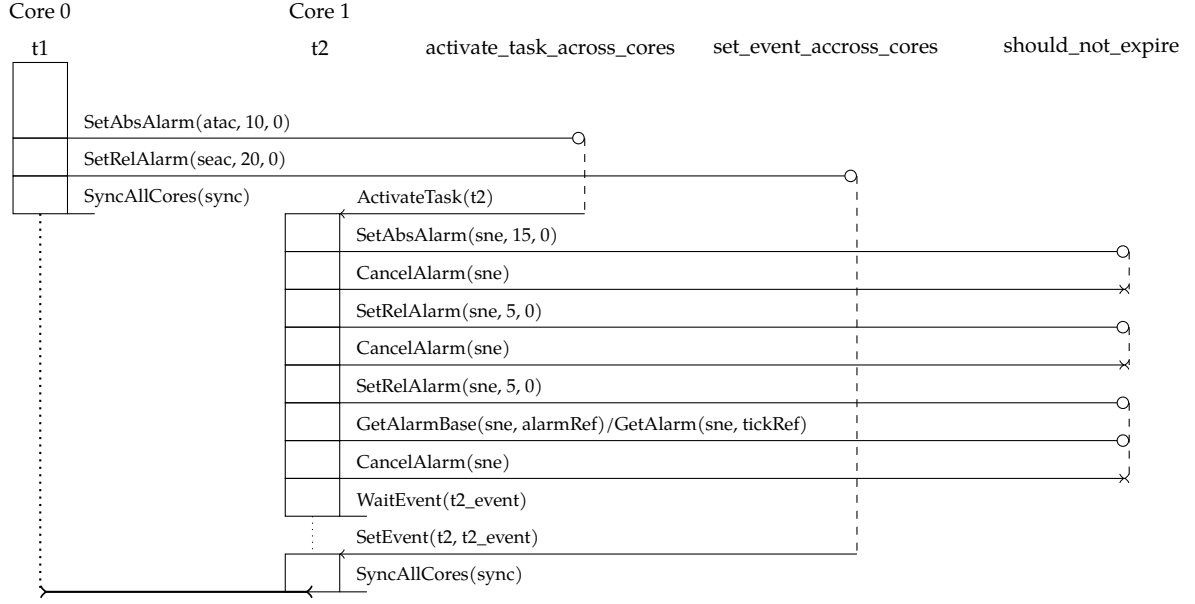 Core 0 Core 1
t1 t2 activate_task_across_cores set_event_accross_cores should_not_expire
SetAbsAlarm(atac, 10, 0)
SetRelAlarm(seac, 20, 0)
SyncAllCores(sync) ActivateTask(t2)
SetAbsAlarm(sne, 15, 0)
CancelAlarm(sne)
SetRelAlarm(sne, 5, 0)
CancelAlarm(sne)
SetRelAlarm(sne, 5, 0)
GetAlarmBase(sne, alarmRef)/GetAlarm(sne, tickRef)
CancelAlarm(sne)
WaitEvent(t2_event)
SetEvent(t2, t2_event)
SyncAllCores(sync)